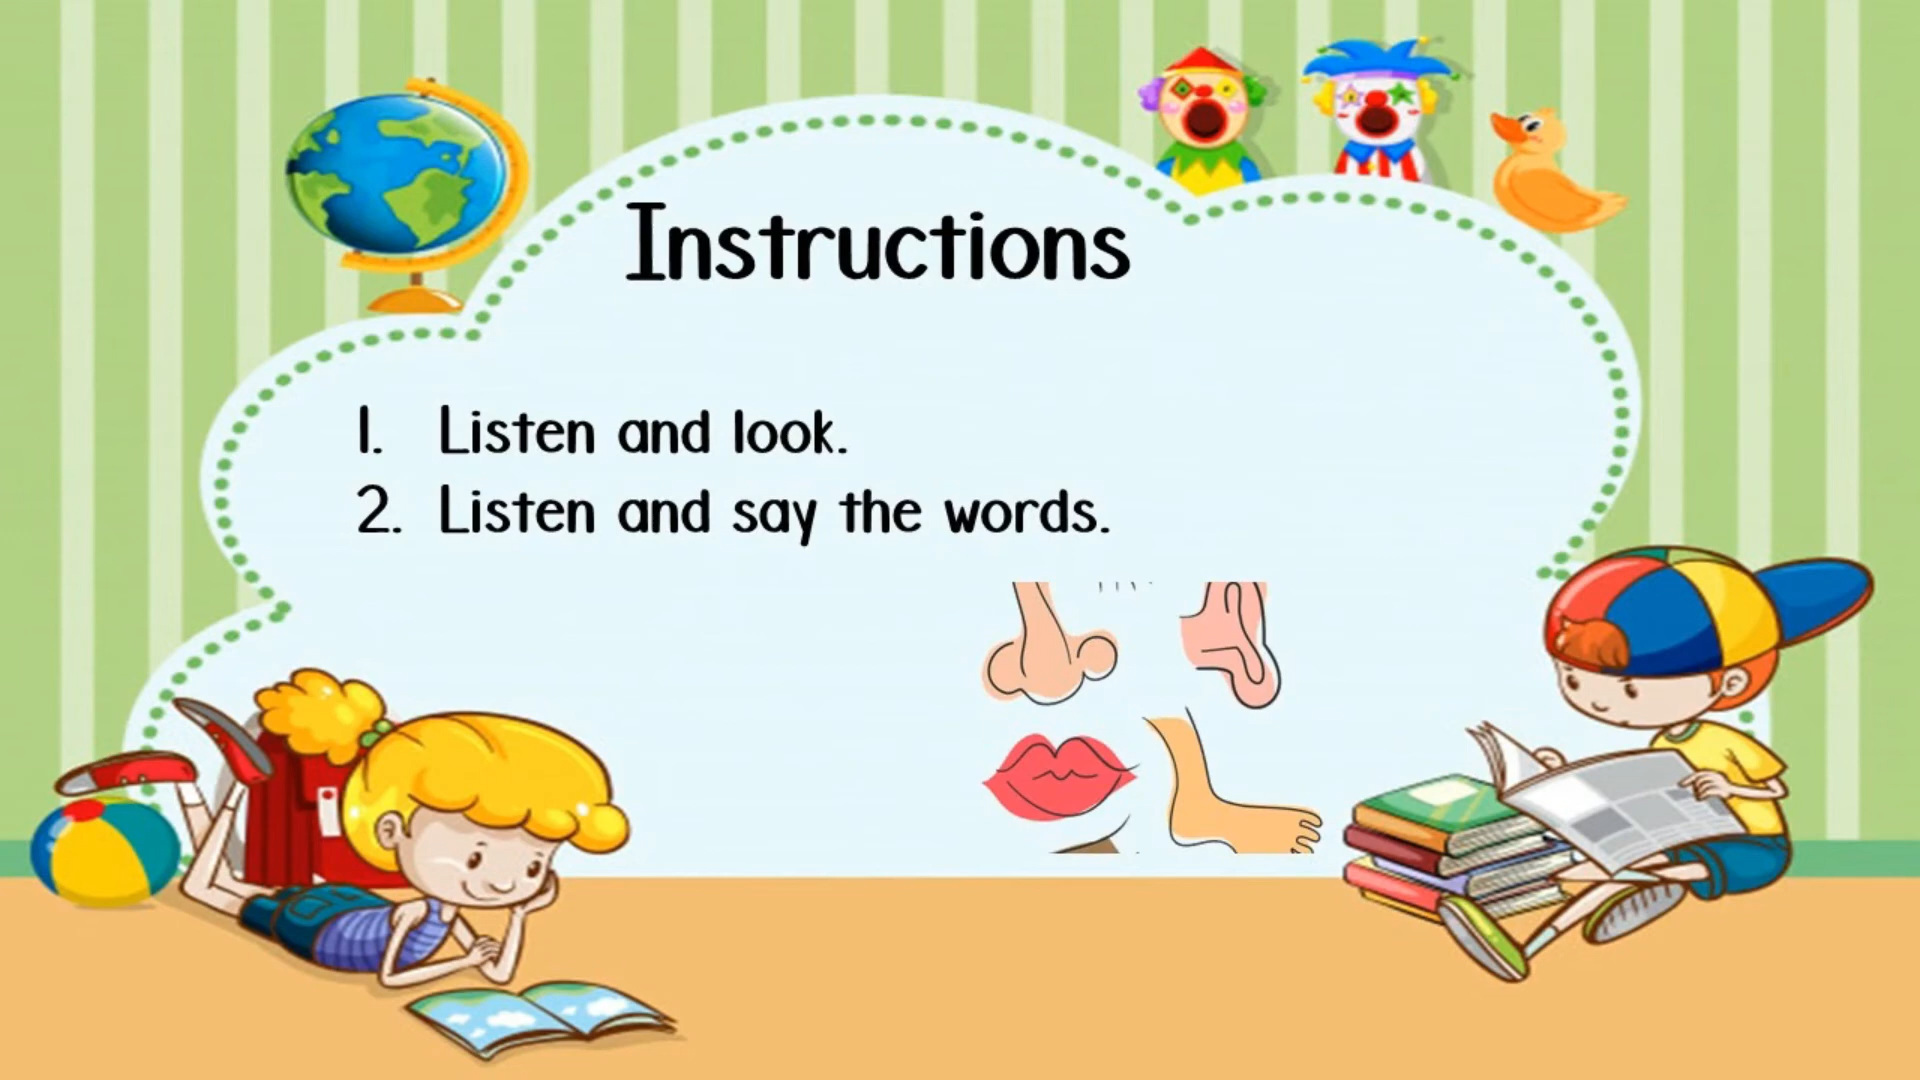 Instructions
1. Listen and look.
2. Listen and say the words.